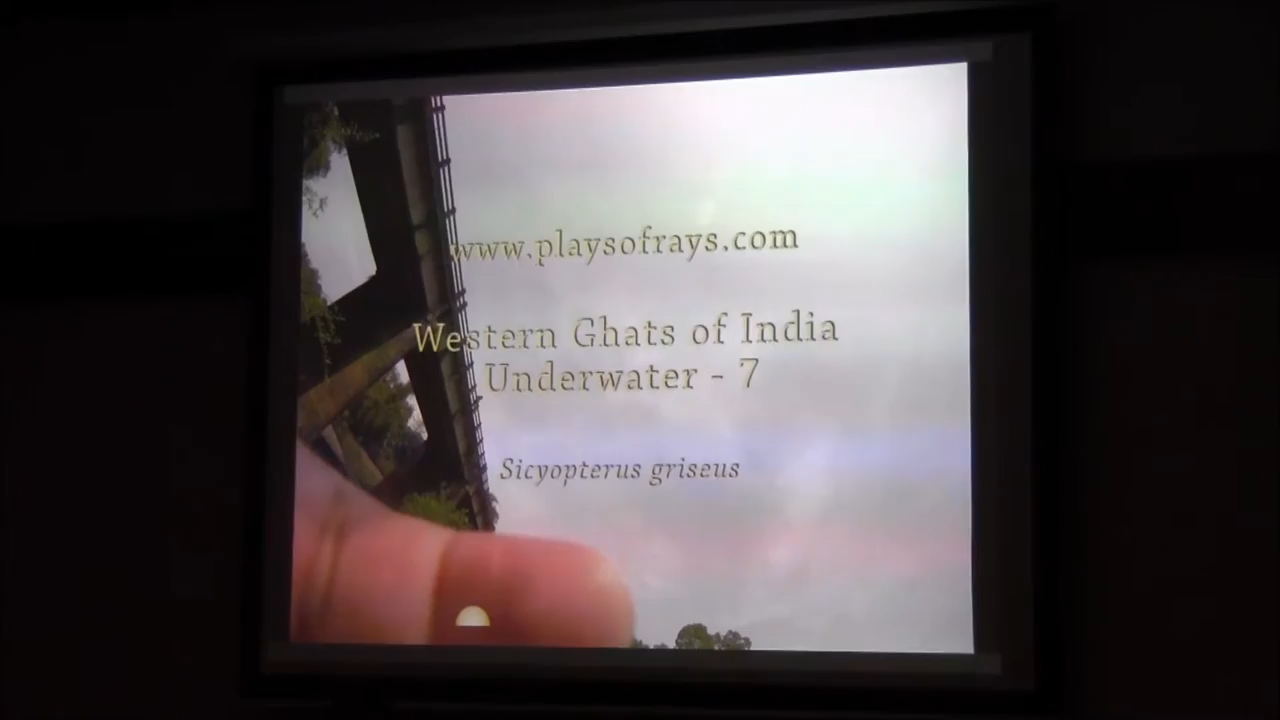 www.playsofrays.com
Western Ghats of India
Underwater - 7
Sicyopterus griseus